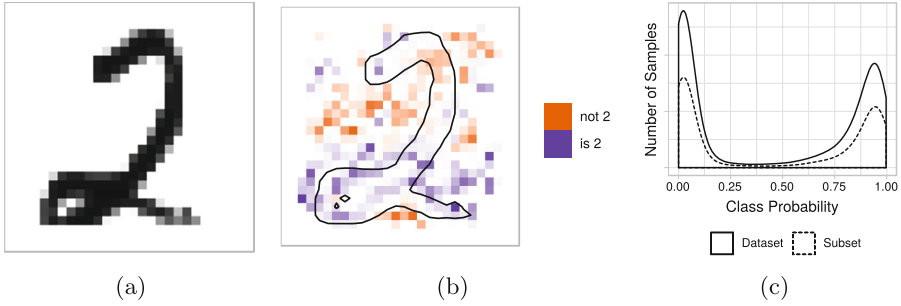 not 2
is 2
Number of Samples
0.00 0.25 0.50 0.75 1.00
Class Probability
Dataset Subset
(a) (b) (c)